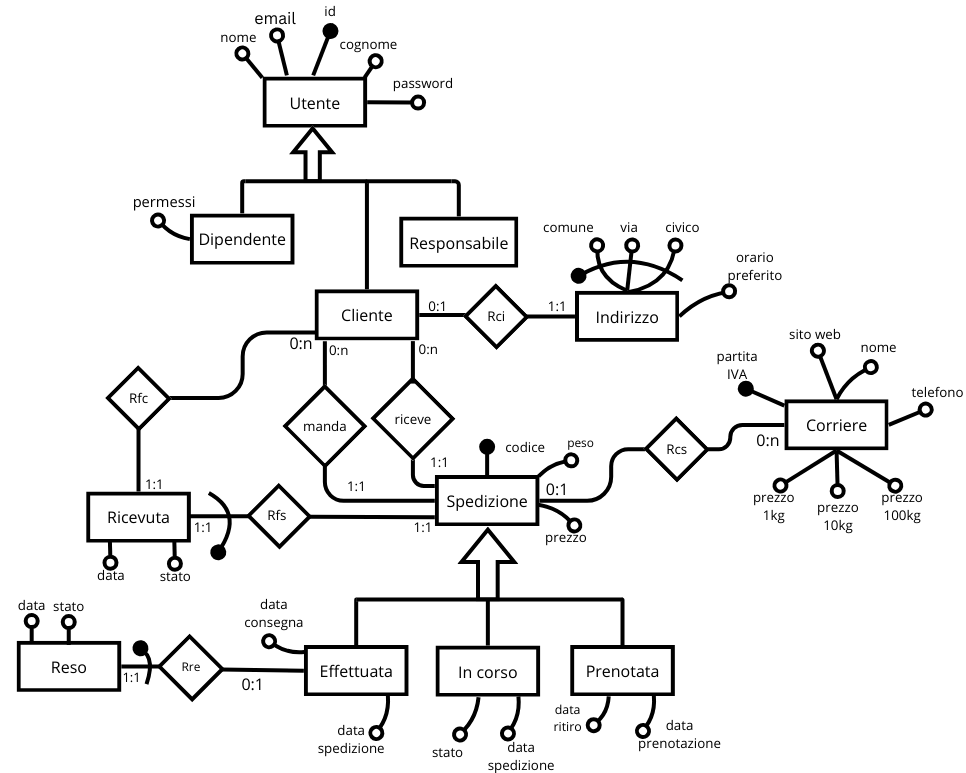 id
email
nome
cognome
password
Utente
permessi
Dipendente
Responsabile
comune
via
civico
orario
preferito
Cliente
0:1
Rci
1:1
Indirizzo
0:n
0:n
0:n
sito web
nome
partita
IVA
telefono
Rfc
manda
riceve
Rcs
0:n
Corriere
codice
peso
1:1
1:1
1:1
0:1
Spedizione
prezzo
1kg
prezzo
10kg
prezzo
100kg
Ricevuta
1:1
Rfs
1:1
prezzo
data
stato
data
stato
data
consegna
Reso
1:1
Rre
0:1
Effettuata
In corso
Prenotata
data
spedizione
stato
data
spedizione
data
ritiro
data
prenotazione